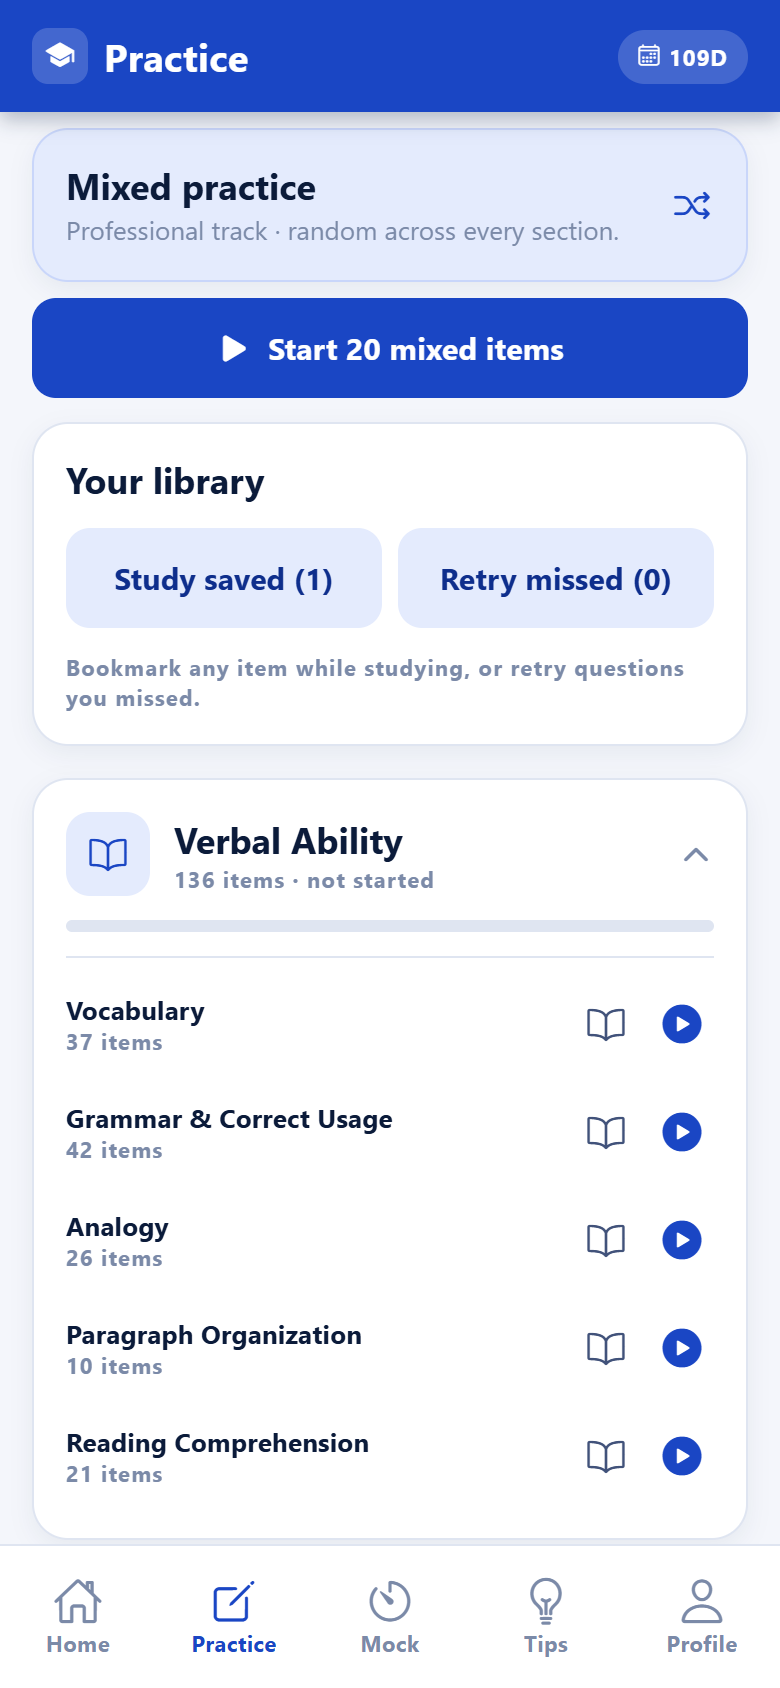 Practice
109D
Mixed practice
Professional track · random across every section.
Start 20 mixed items
Your library
Study saved (1)
Retry missed (0)
Bookmark any item while studying, or retry questions
you missed.
Verbal Ability
136 items · not started
Vocabulary
37 items
Grammar & Correct Usage
42 items
Analogy
26 items
Paragraph Organization
10 items
Reading Comprehension
21 items
Home
Practice
Mock
Tips
Profile